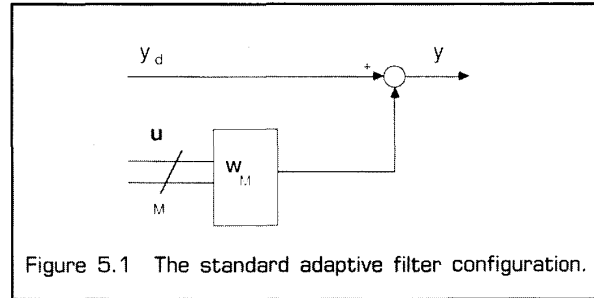 y_d
+
y
u
w_M
M
Figure 5.1 The standard adaptive filter configuration.